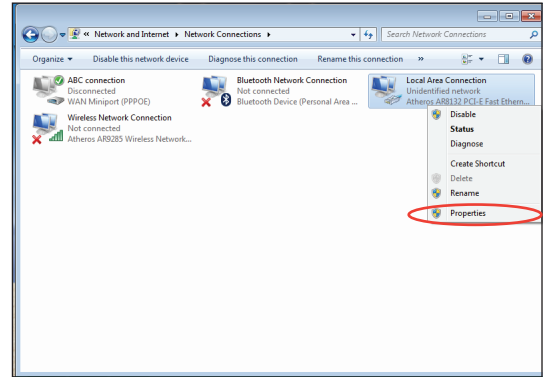 « Network and Internet ▸ Network Connections ▸
Search Network Connections
Organize ▾ Disable this network device Diagnose this connection Rename this connection »
ABC connection
Disconnected
WAN Miniport (PPPOE)
Bluetooth Network Connection
Not connected
Bluetooth Device (Personal Area ...
Local Area Connection
Unidentified network
Atheros AR8132 PCI-E Fast Ethern...
Wireless Network Connection
Not connected
Atheros AR9285 Wireless Network...
Disable
Status
Diagnose
Create Shortcut
Delete
Rename
Properties